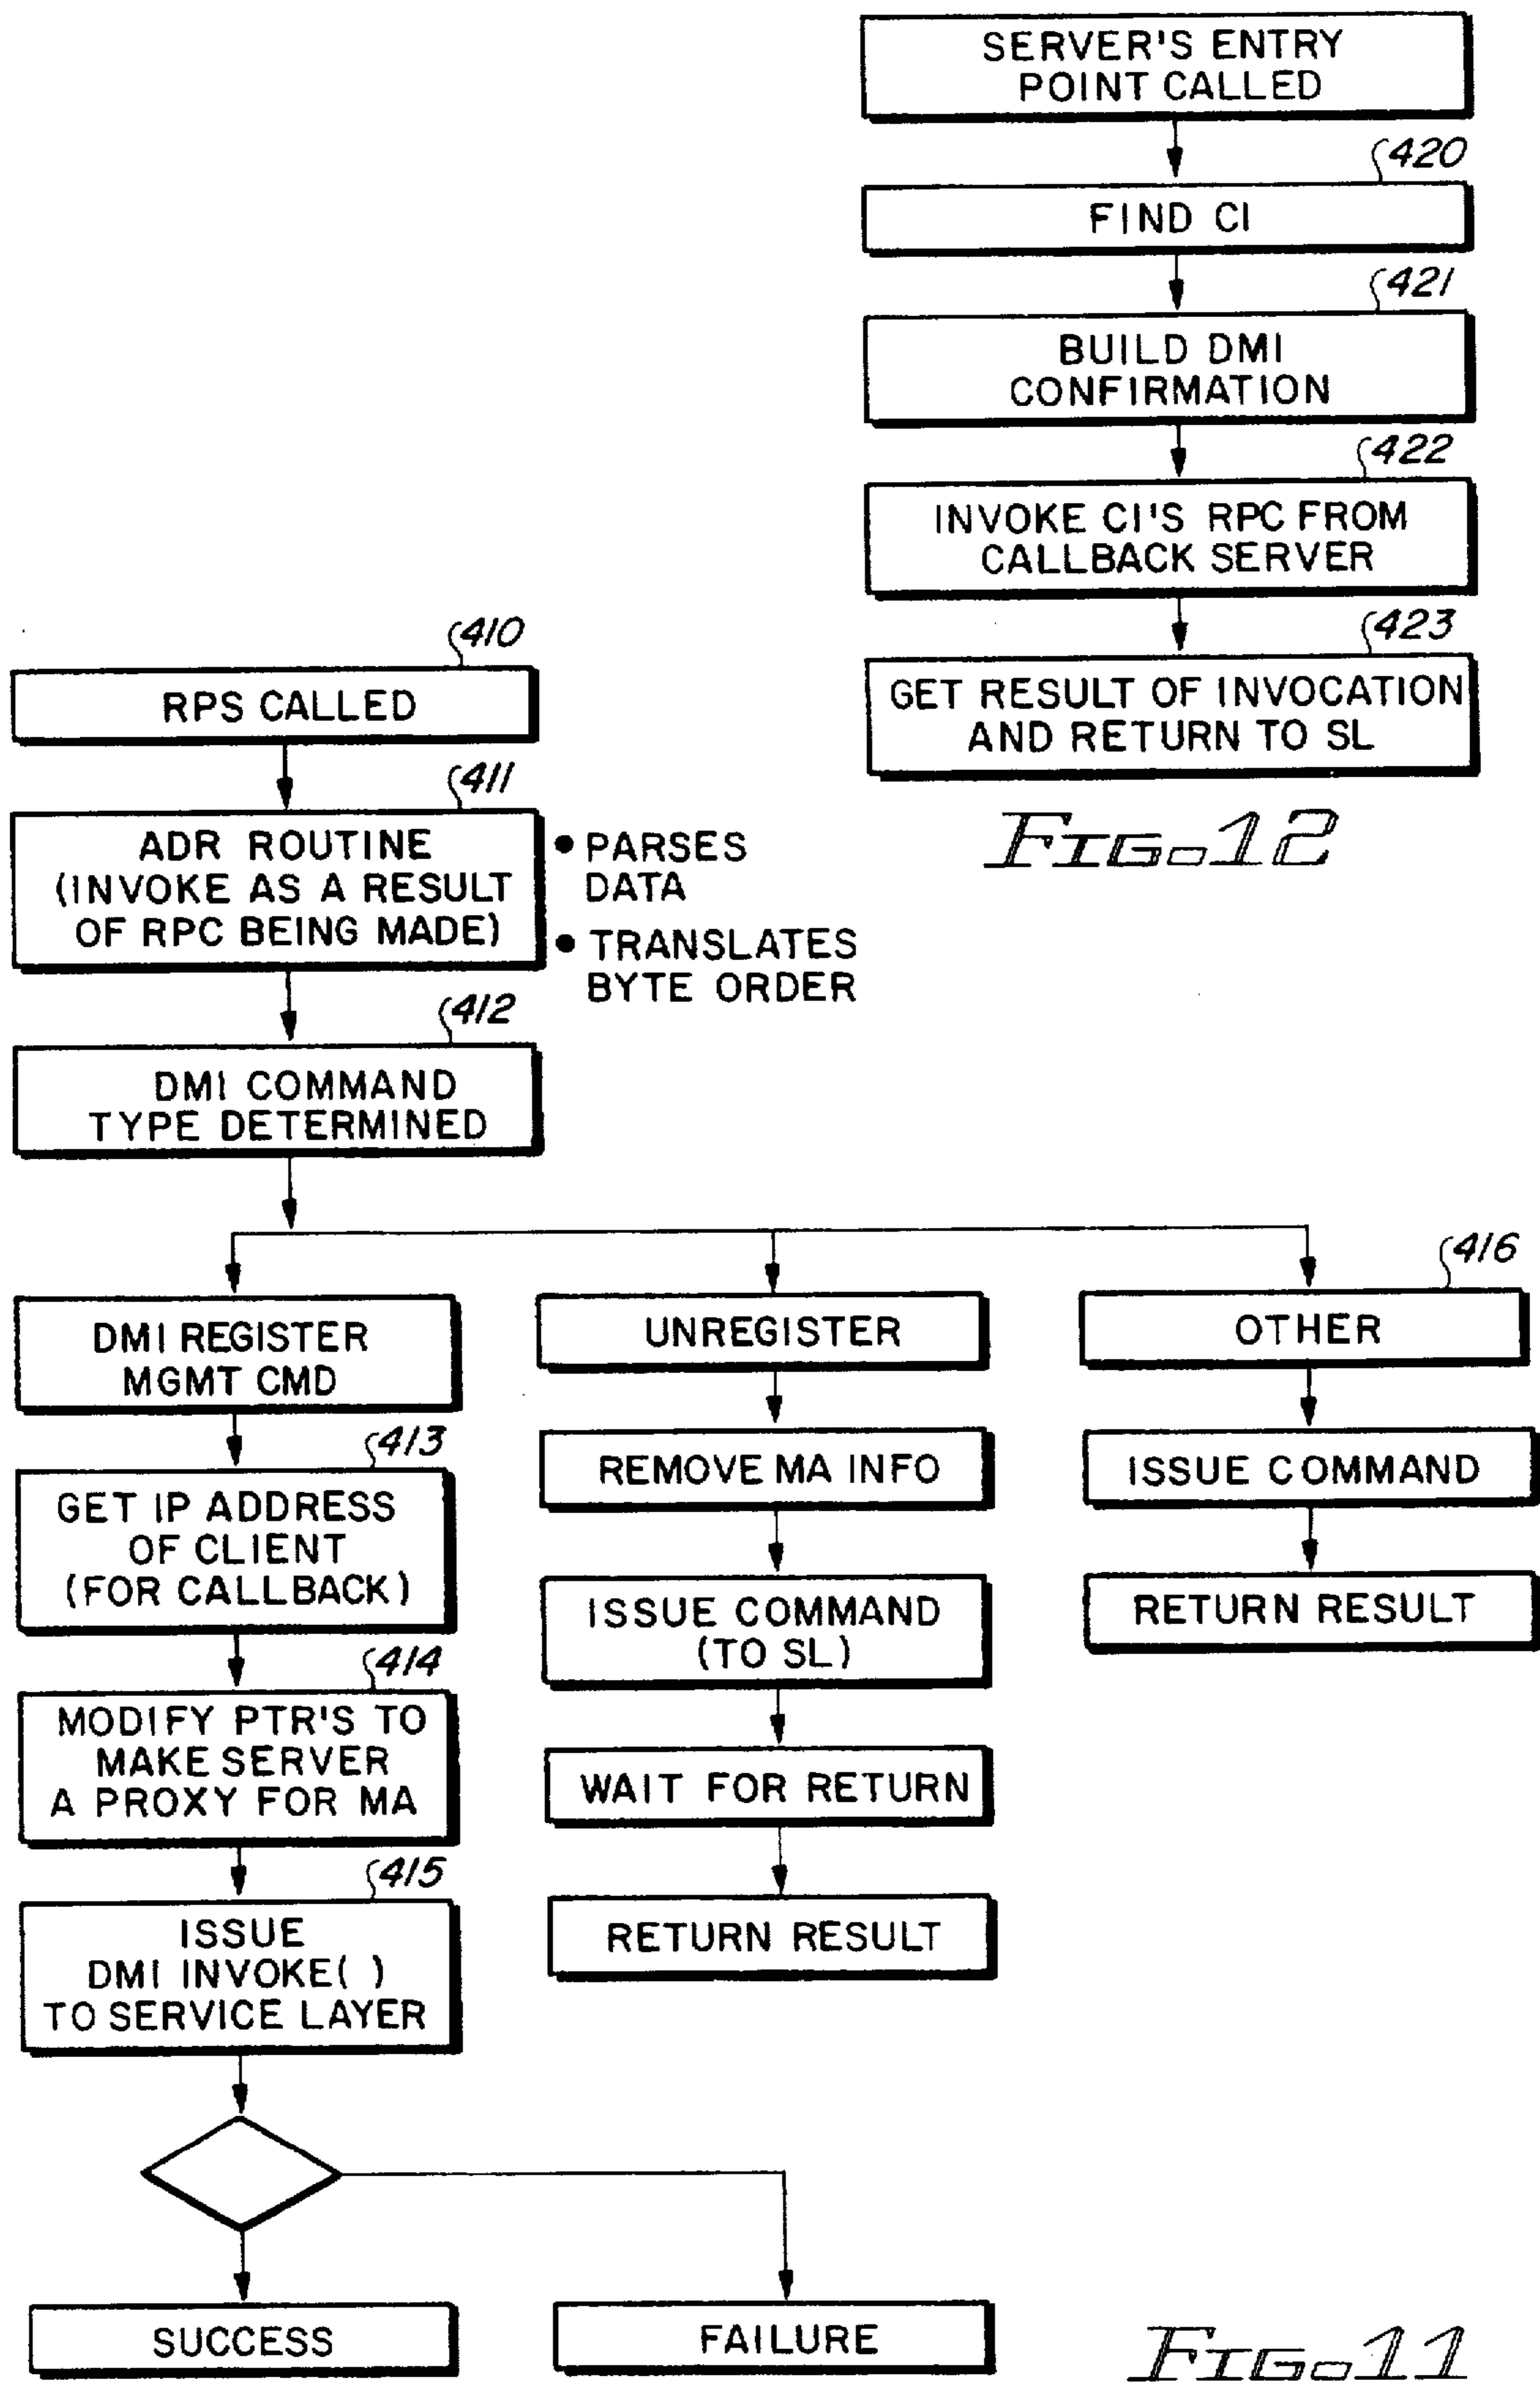 SERVER'S ENTRY
POINT CALLED
420
FIND CI
421
BUILD DMI
CONFIRMATION
422
INVOKE CI'S RPC FROM
CALLBACK SERVER
423
GET RESULT OF INVOCATION
AND RETURN TO SL
FIG. 12
410
RPS CALLED
411
ADR ROUTINE
(INVOKE AS A RESULT
OF RPC BEING MADE)
• PARSES
DATA
• TRANSLATES
BYTE ORDER
412
DMI COMMAND
TYPE DETERMINED
DMI REGISTER
MGMT CMD
413
GET IP ADDRESS
OF CLIENT
(FOR CALLBACK)
414
MODIFY PTR'S TO
MAKE SERVER
A PROXY FOR MA
415
ISSUE
DMI INVOKE( )
TO SERVICE LAYER
SUCCESS
FAILURE
UNREGISTER
REMOVE MA INFO
ISSUE COMMAND
(TO SL)
WAIT FOR RETURN
RETURN RESULT
416
OTHER
ISSUE COMMAND
RETURN RESULT
FIG. 11